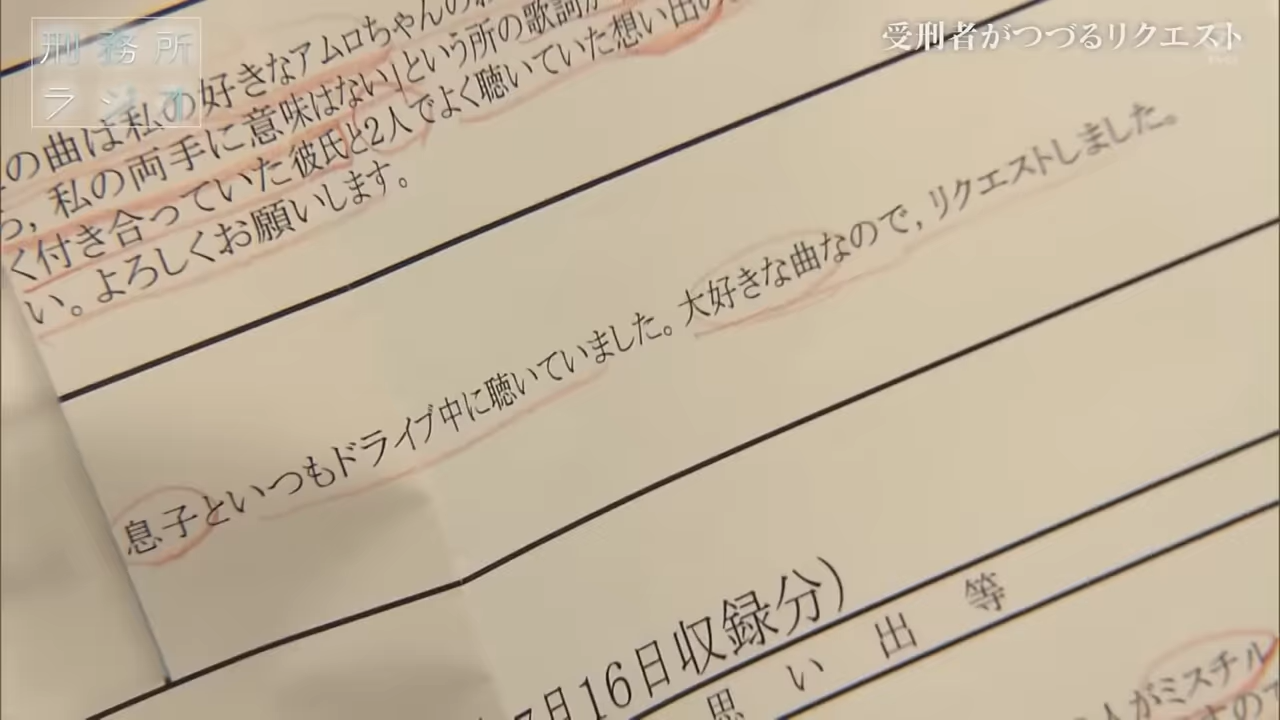 刑務所
ラジオ
受刑者がつづるリクエスト
の曲は私の好きなアムロちゃんの
，私の両手に意味はない」という所の歌詞が
く付き合っていた彼氏と2人でよく聴いていた想い出の
い。よろしくお願いします。
息子といつもドライブ中に聴いていました。大好きな曲なので，リクエストしました。
7月16日収録分）
思い出等
人がミスチル